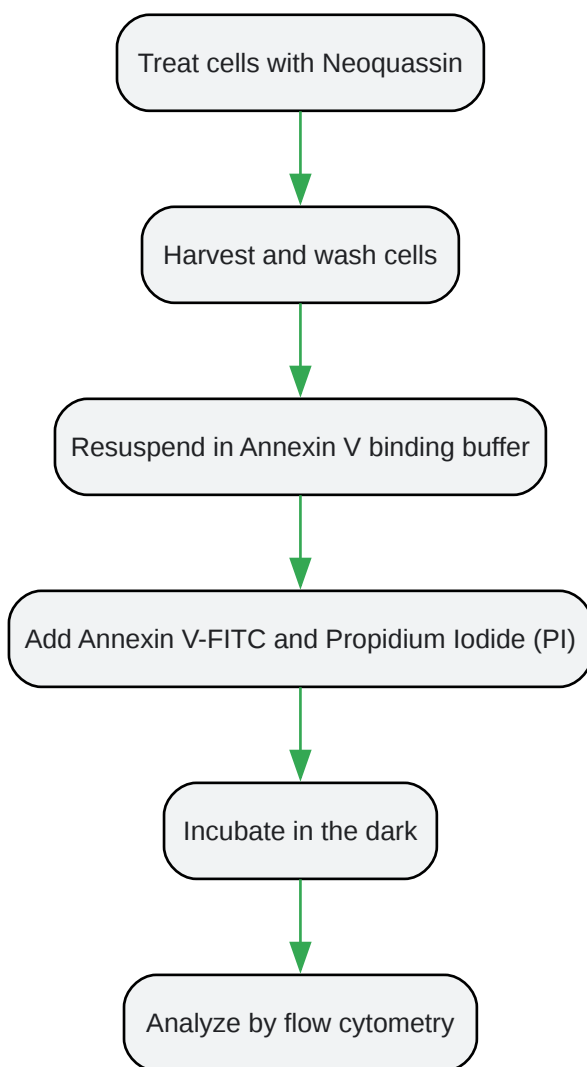 Treat cells with Neoquassin
Harvest and wash cells
Resuspend in Annexin V binding buffer
Add Annexin V-FITC and Propidium Iodide (PI)
Incubate in the dark
Analyze by flow cytometry